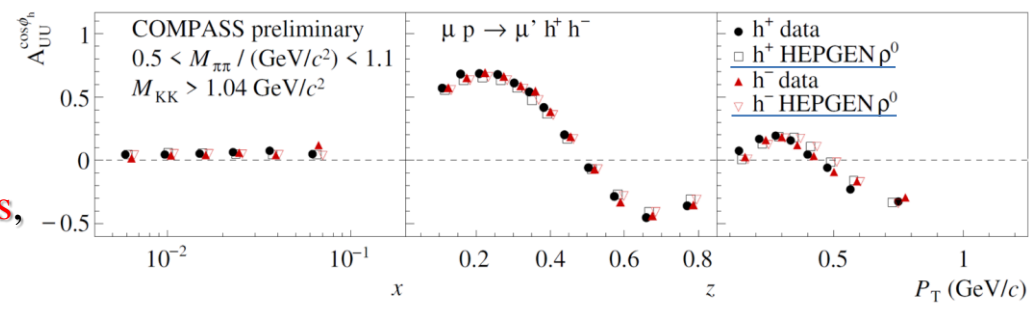 A_UU^cosφ_h
1
0.5
0
−0.5
s,
COMPASS preliminary
0.5 < M_ππ / (GeV/c²) < 1.1
M_KK > 1.04 GeV/c²
10⁻²
10⁻¹
x
μ p → μ’ h⁺ h⁻
0.2
0.4
0.6
0.8
z
h⁺ data
h⁺ HEPGEN ρ⁰
h⁻ data
h⁻ HEPGEN ρ⁰
0.5
1
P_T (GeV/c)